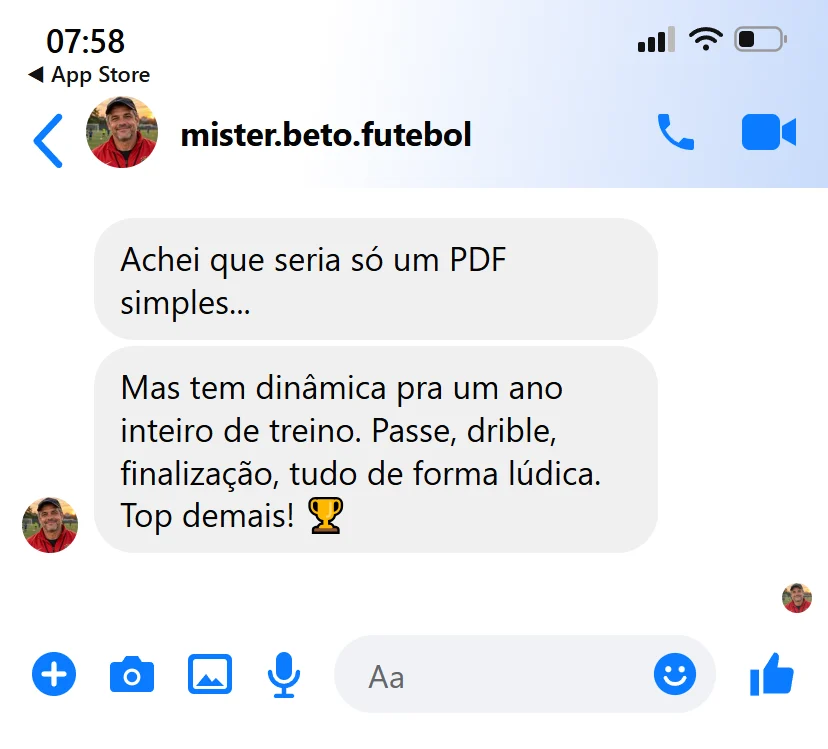 07:58
◀ App Store
mister.beto.futebol
Achei que seria só um PDF
simples...
Mas tem dinâmica pra um ano
inteiro de treino. Passe, drible,
finalização, tudo de forma lúdica.
Top demais! 🏆
Aa